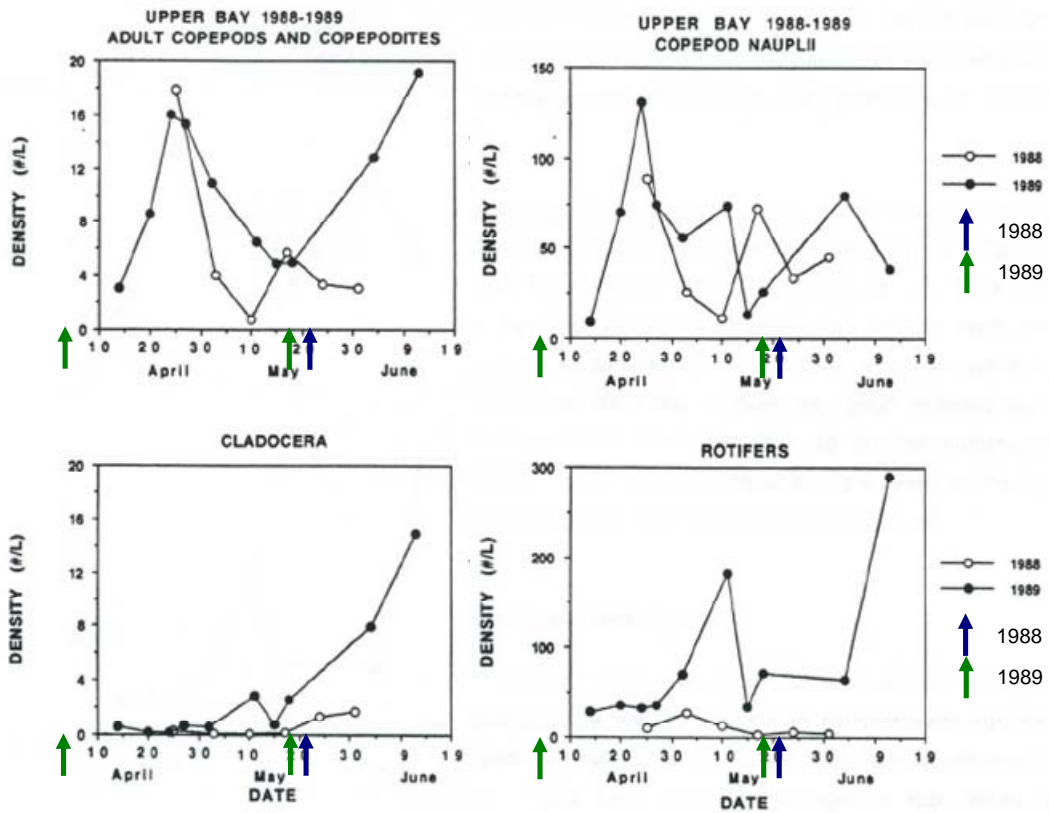 UPPER BAY 1988-1989
ADULT COPEPODS AND COPEPODITES
20
16
12
8
4
0
DENSITY (#/L)
10 20 30 10 20 30 9 19
April May June
UPPER BAY 1988-1989
COPEPOD NAUPLII
150
100
50
0
DENSITY (#/L)
10 20 30 10 20 30 9 19
April May June
1988
1989
1988
1989
CLADOCERA
20
16
12
8
4
0
DENSITY (#/L)
10 20 30 10 20 30 9 19
April May June
DATE
ROTIFERS
300
200
100
0
DENSITY (#/L)
10 20 30 10 20 30 9 19
April May June
DATE
1988
1989
1988
1989